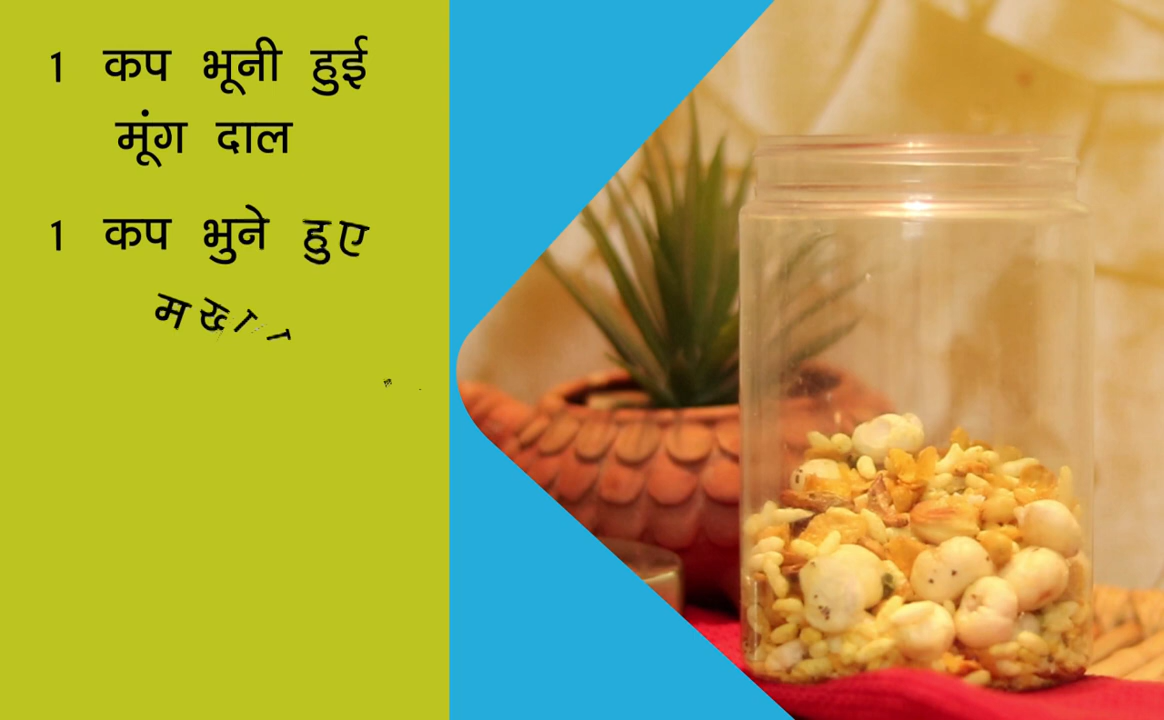 1 कप भूनी हुई
मूंग दाल
1 कप भुने हुए